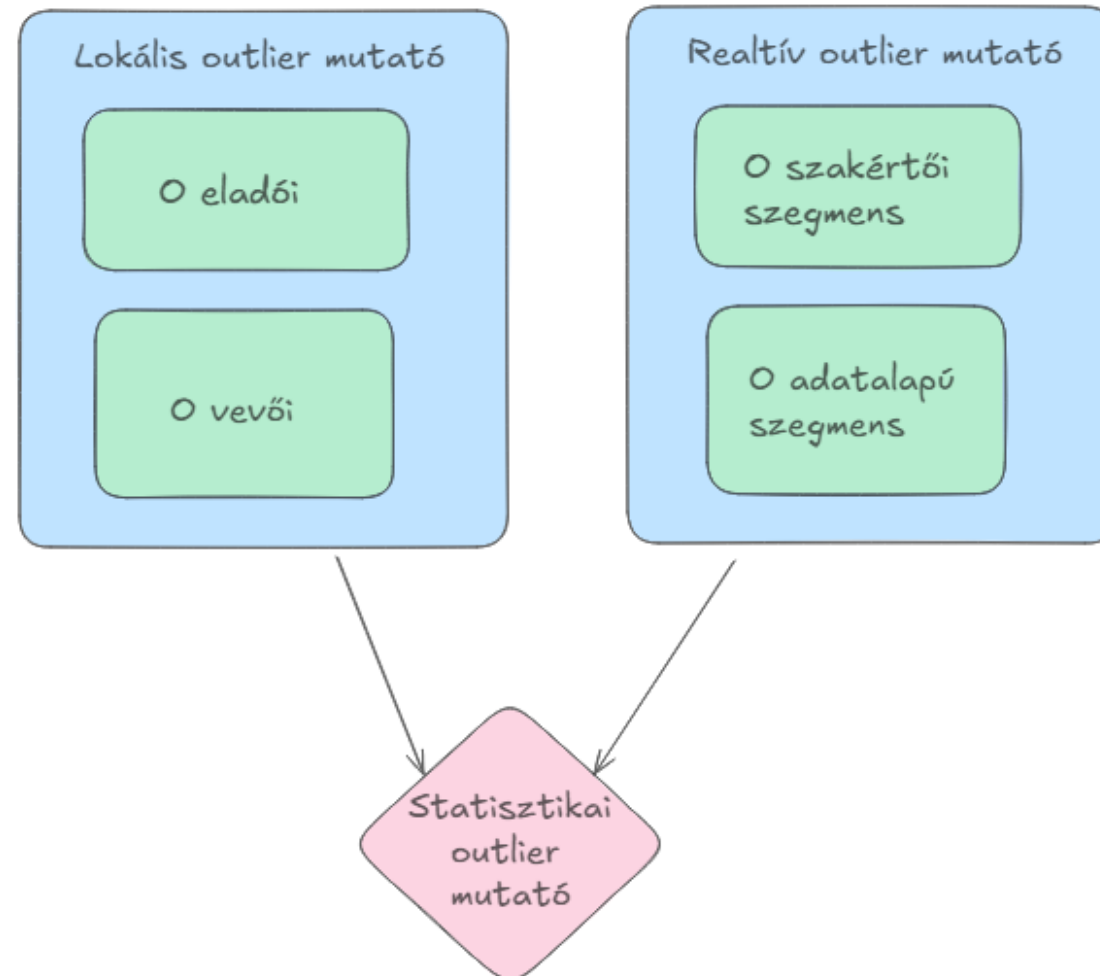 Lokális outlier mutató
O eladói
O vevői
Realtív outlier mutató
O szakértői
szegmens
O adatalapú
szegmens
Statisztikai
outlier
mutató